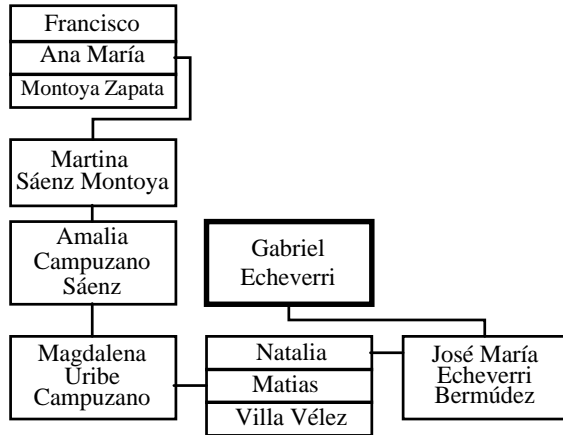 Francisco
Ana María
Montoya Zapata
Martina
Sáenz Montoya
Amalia
Campuzano
Sáenz
Gabriel
Echeverri
Magdalena
Uribe
Campuzano
Natalia
Matias
Villa Vélez
José María
Echeverri
Bermúdez